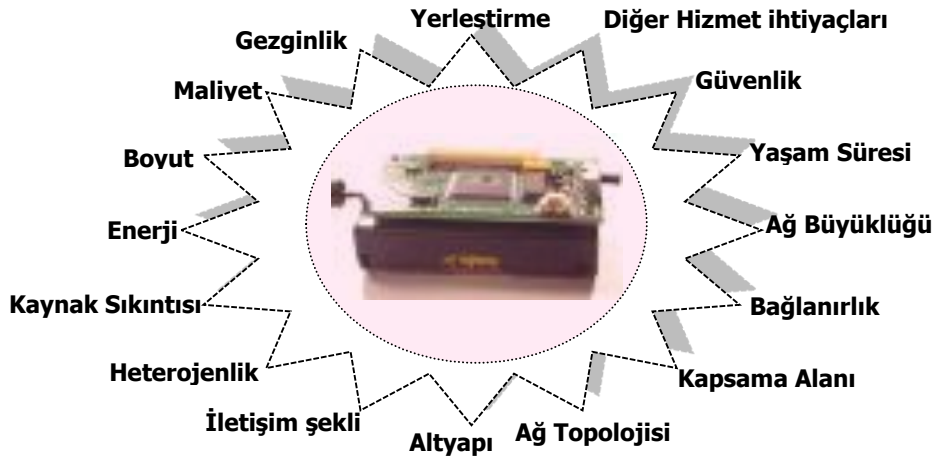 Yerleştirme
Diğer Hizmet ihtiyaçları
Gezginlik
Güvenlik
Maliyet
Yaşam Süresi
Boyut
Ağ Büyüklüğü
Enerji
Bağlanırlık
Kaynak Sıkıntısı
Kapsama Alanı
Heterojenlik
Ağ Topolojisi
İletişim şekli
Altyapı